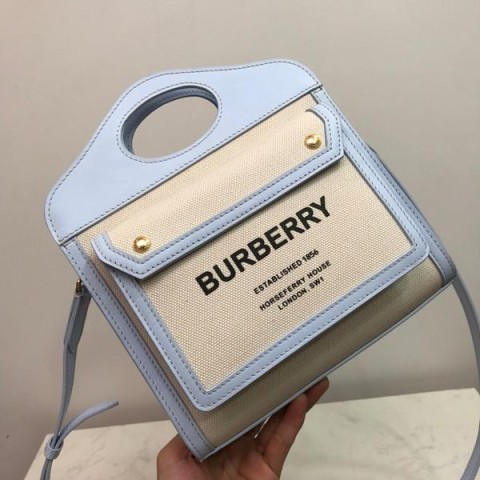 BURBERRY
ESTABLISHED 1856
HORSEFERRY HOUSE
LONDON, SW1